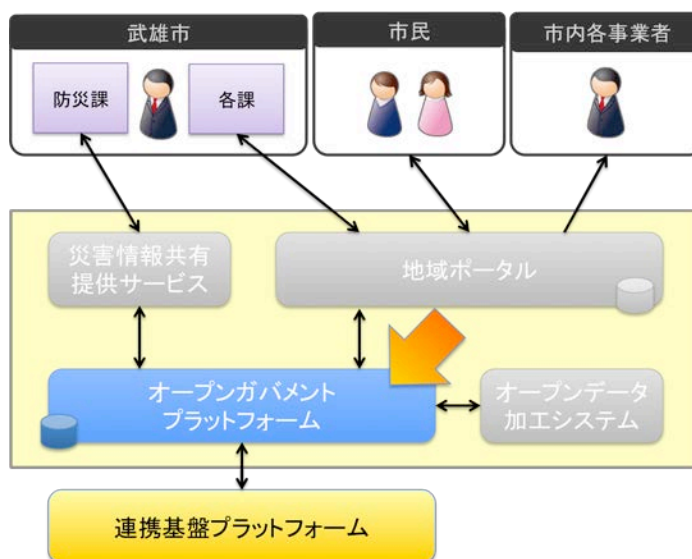 武雄市
市民
市内各事業者
防災課
各課
災害情報共有
提供サービス
地域ポータル
オープンガバメント
プラットフォーム
オープンデータ
加工システム
連携基盤プラットフォーム